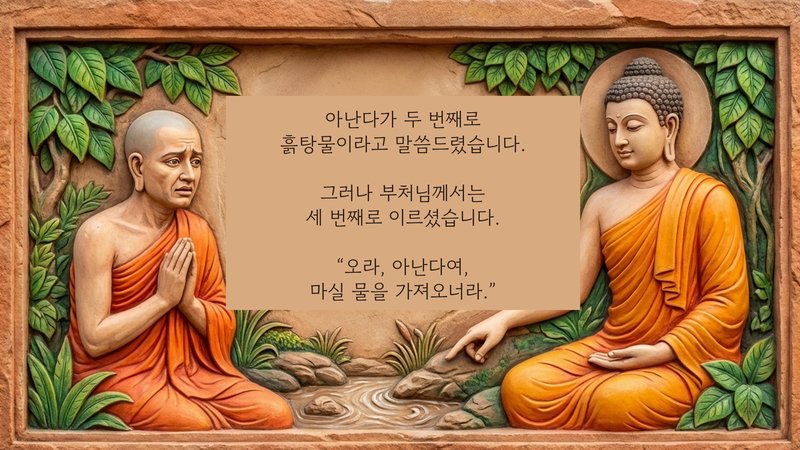 아난다가 두 번째로
흙탕물이라고 말씀드렸습니다.
그러나 부처님께서는
세 번째로 이르셨습니다.
“오라, 아난다여,
마실 물을 가져오너라.”